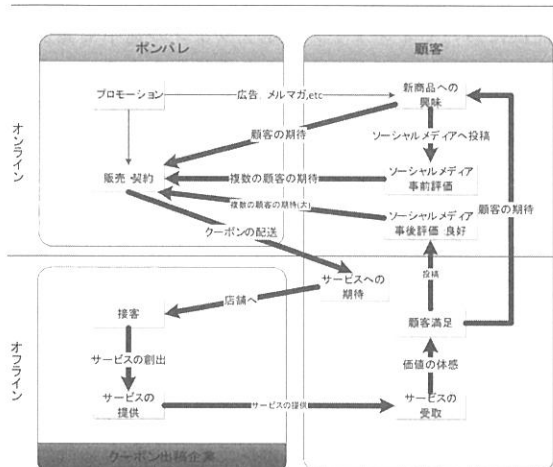 ポンパレ
顧客
オンライン
プロモーション
広告、メルマガ,etc
新商品への
興味
顧客の期待
ソーシャルメディアへ投稿
販売・契約
複数の顧客の期待
ソーシャルメディア
事前評価
複数の顧客の期待(大)
ソーシャルメディア
事後評価:良好
顧客の期待
クーポンの配送
サービスへの
期待
投稿
オフライン
店舗へ
接客
顧客満足
サービスの創出
価値の体感
サービスの
提供
サービスの提供
サービスの
受取
クーポン出稿企業